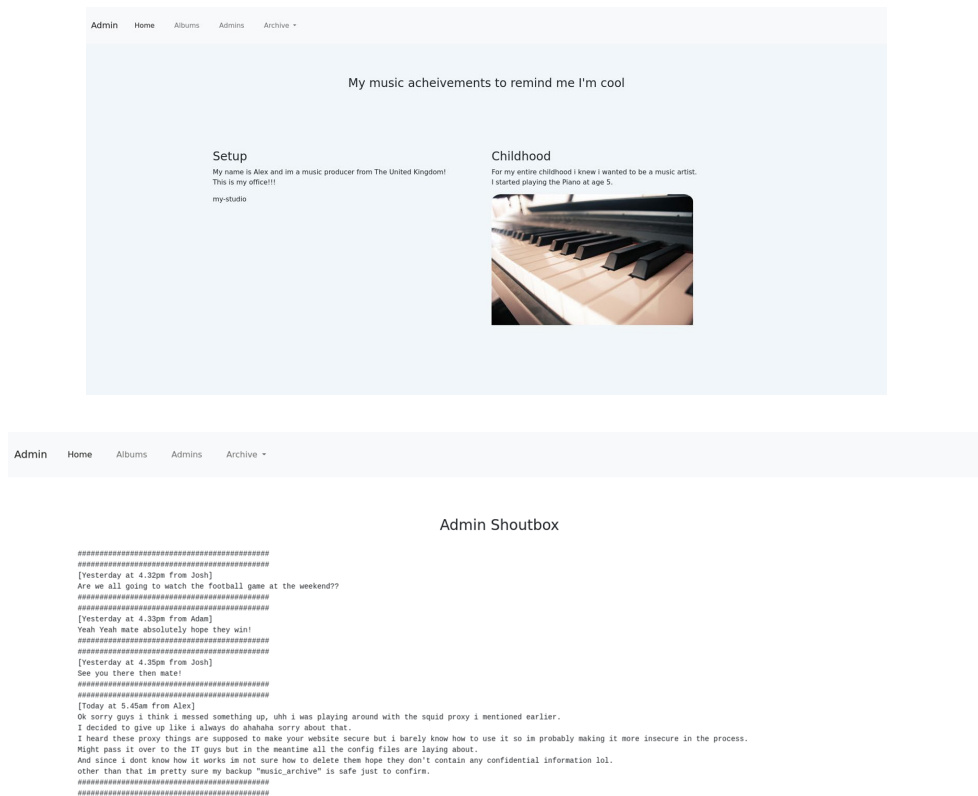 Admin Home Albums Admins Archive
My music acheivements to remind me I'm cool
Setup
My name is Alex and im a music producer from The United Kingdom!
This is my office!!!
my-studio
Childhood
For my entire childhood i knew i wanted to be a music artist.
I started playing the Piano at age 5.
Admin Home Albums Admins Archive
Admin Shoutbox
############################################
############################################
[Yesterday at 4.32pm from Josh]
Are we all going to watch the football game at the weekend??
############################################
############################################
[Yesterday at 4.33pm from Adam]
Yeah Yeah mate absolutely hope they win!
############################################
############################################
[Yesterday at 4.35pm from Josh]
See you there then mate!
############################################
############################################
[Today at 5.45am from Alex]
Ok sorry guys i think i messed something up, uhh i was playing around with the squid proxy i mentioned earlier.
I decided to give up like i always do ahahaha sorry about that.
I heard these proxy things are supposed to make your website secure but i barely know how to use it so im probably making it more insecure in the process.
Might pass it over to the IT guys but in the meantime all the config files are laying about.
And since i dont know how it works im not sure how to delete them hope they don't contain any confidential information lol.
other than that im pretty sure my backup "music_archive" is safe just to confirm.
############################################
############################################